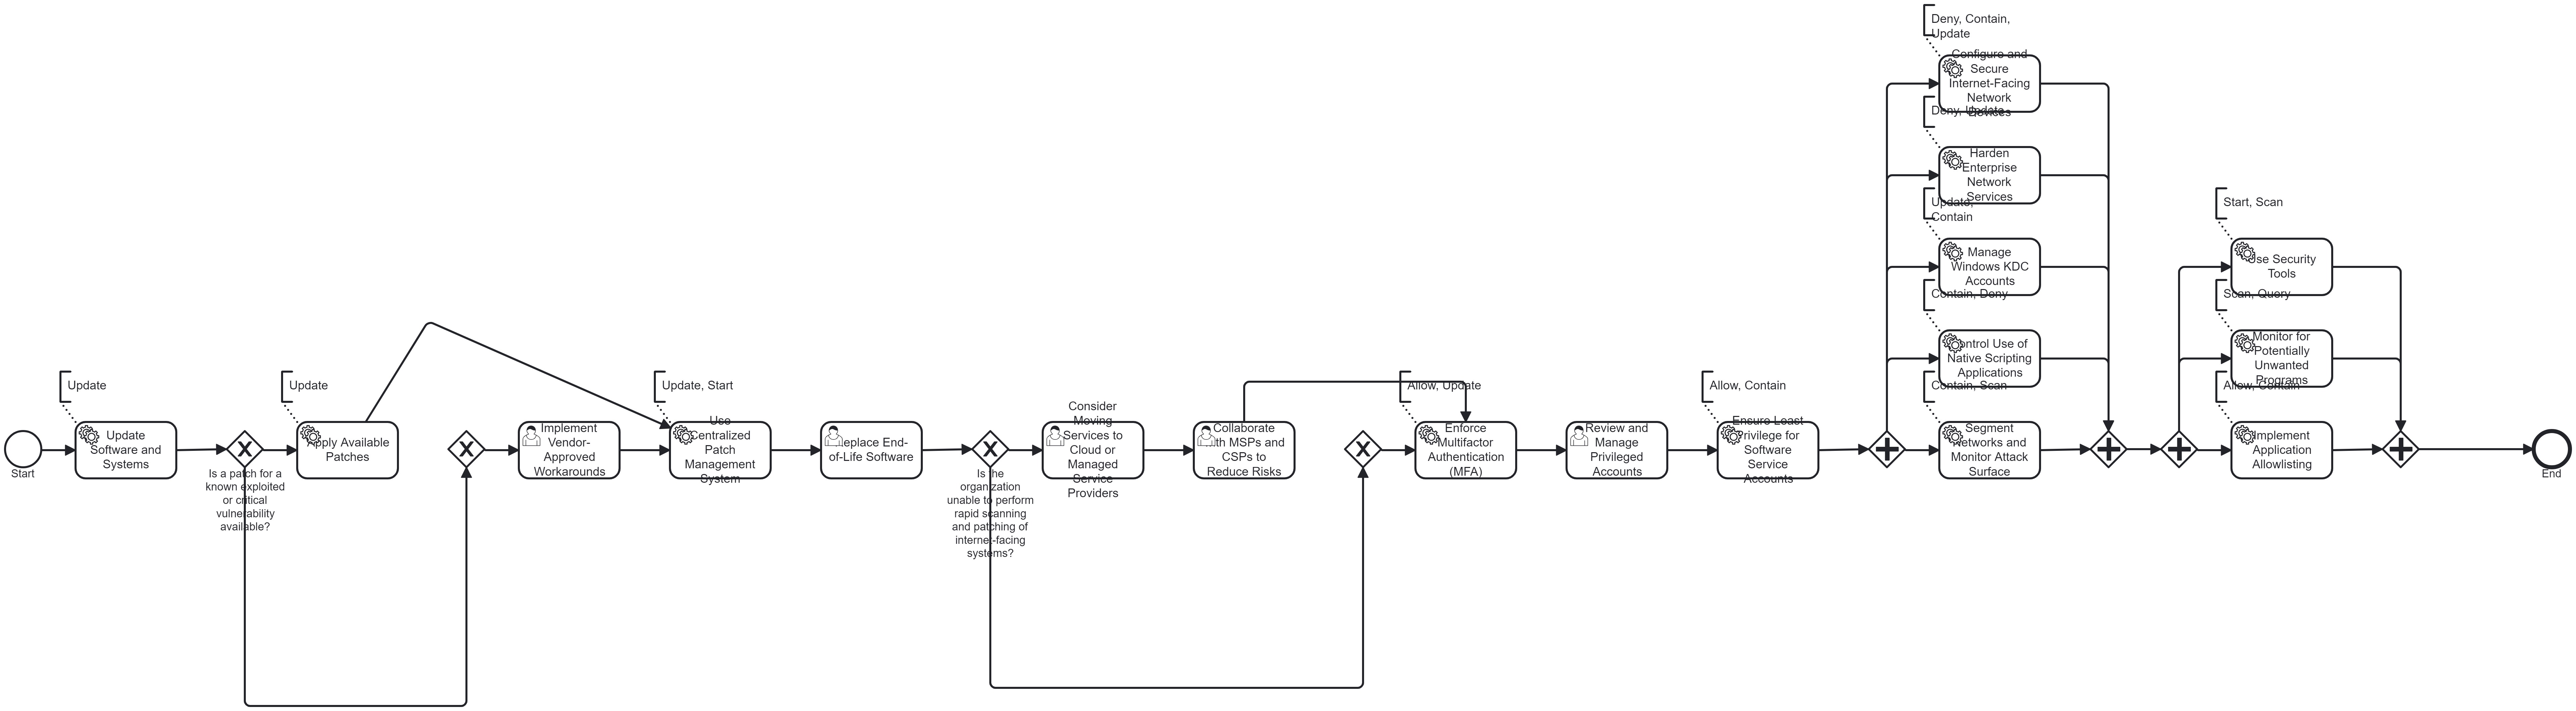 Start
Update
Update
Software and
Systems
Is a patch for a
known exploited
or critical
vulnerability
available?
Update
Apply Available
Patches
Implement
Vendor-
Approved
Workarounds
Update, Start
Use
Centralized
Patch
Management
System
Replace End-
of-Life Software
Is the
organization
unable to perform
rapid scanning
and patching of
internet-facing
systems?
Consider
Moving
Services to
Cloud or
Managed
Service
Providers
Collaborate
with MSPs and
CSPs to
Reduce Risks
Allow, Update
Enforce
Multifactor
Authentication
(MFA)
Review and
Manage
Privileged
Accounts
Allow, Contain
Ensure Least
Privilege for
Software
Service
Accounts
Deny, Contain,
Update
Configure and
Secure
Internet-Facing
Network
Devices
Deny, Update
Harden
Enterprise
Network
Services
Update,
Contain
Manage
Windows KDC
Accounts
Contain, Deny
Control Use of
Native Scripting
Applications
Contain, Scan
Segment
Networks and
Monitor Attack
Surface
Start, Scan
Use Security
Tools
Scan, Query
Monitor for
Potentially
Unwanted
Programs
Allow, Contain
Implement
Application
Allowlisting
End